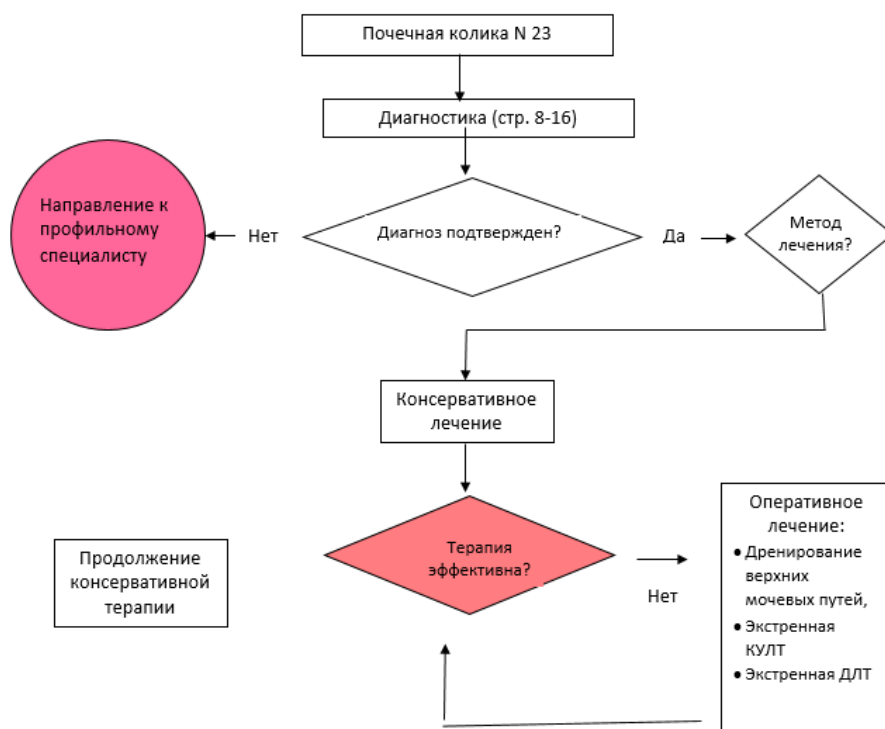 Почечная колика N 23
Диагностика (стр. 8-16)
Направление к
профильному
специалисту
Нет
Диагноз подтвержден?
Да
Метод
лечения?
Консервативное
лечение
Продолжение
консервативной
терапии
Терапия
эффективна?
Нет
Оперативное
лечение:
• Дренирование
верхних
мочевых путей,
• Экстренная
КУЛТ
• Экстренная ДЛТ